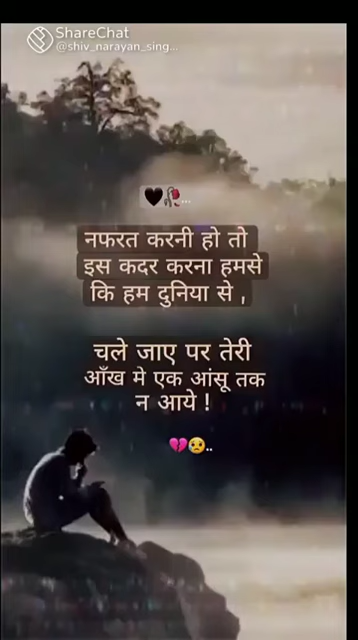 ShareChat
@shiv_narayan_sing...
🖤🥀...
नफरत करनी हो तो
इस कदर करना हमसे
कि हम दुनिया से ,
चले जाए पर तेरी
आँख मे एक आंसू तक
न आये !
💔😥..